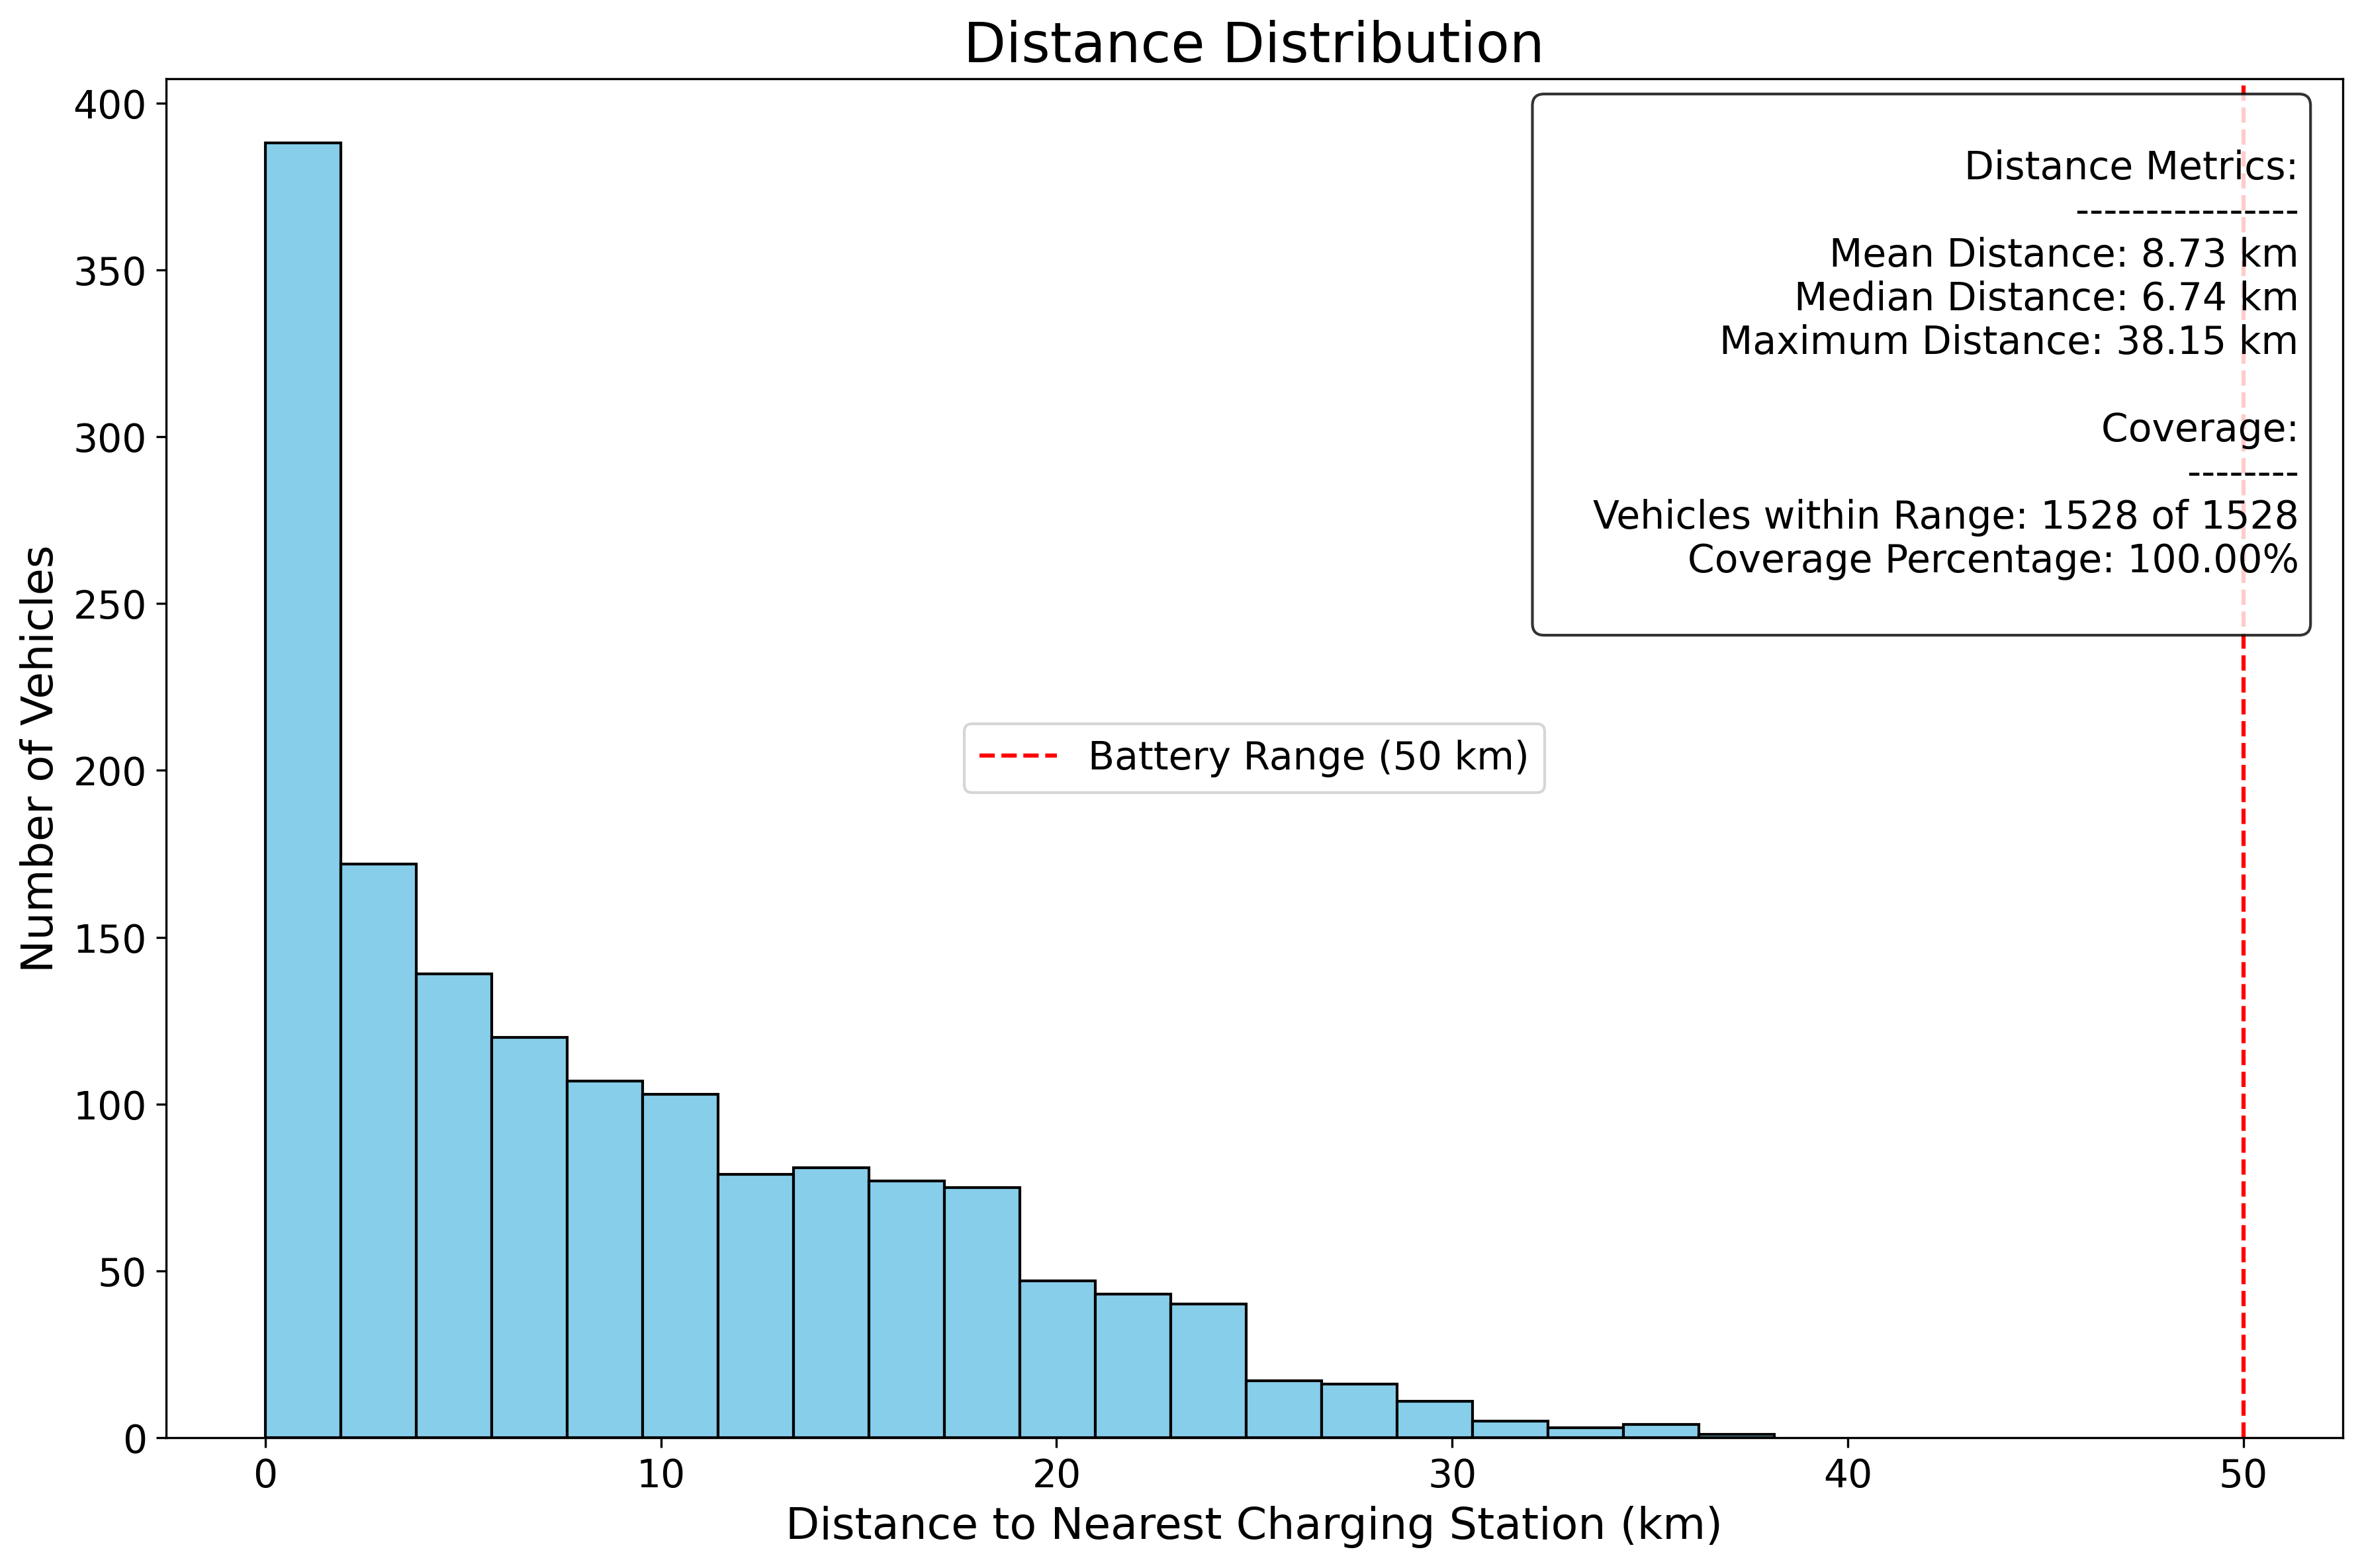 Distance Distribution
400
350
300
250
200
150
100
50
0
Number of Vehicles
Distance Metrics:
----------------
Mean Distance: 8.73 km
Median Distance: 6.74 km
Maximum Distance: 38.15 km
Coverage:
--------
Vehicles within Range: 1528 of 1528
Coverage Percentage: 100.00%
Battery Range (50 km)
0 10 20 30 40 50
Distance to Nearest Charging Station (km)